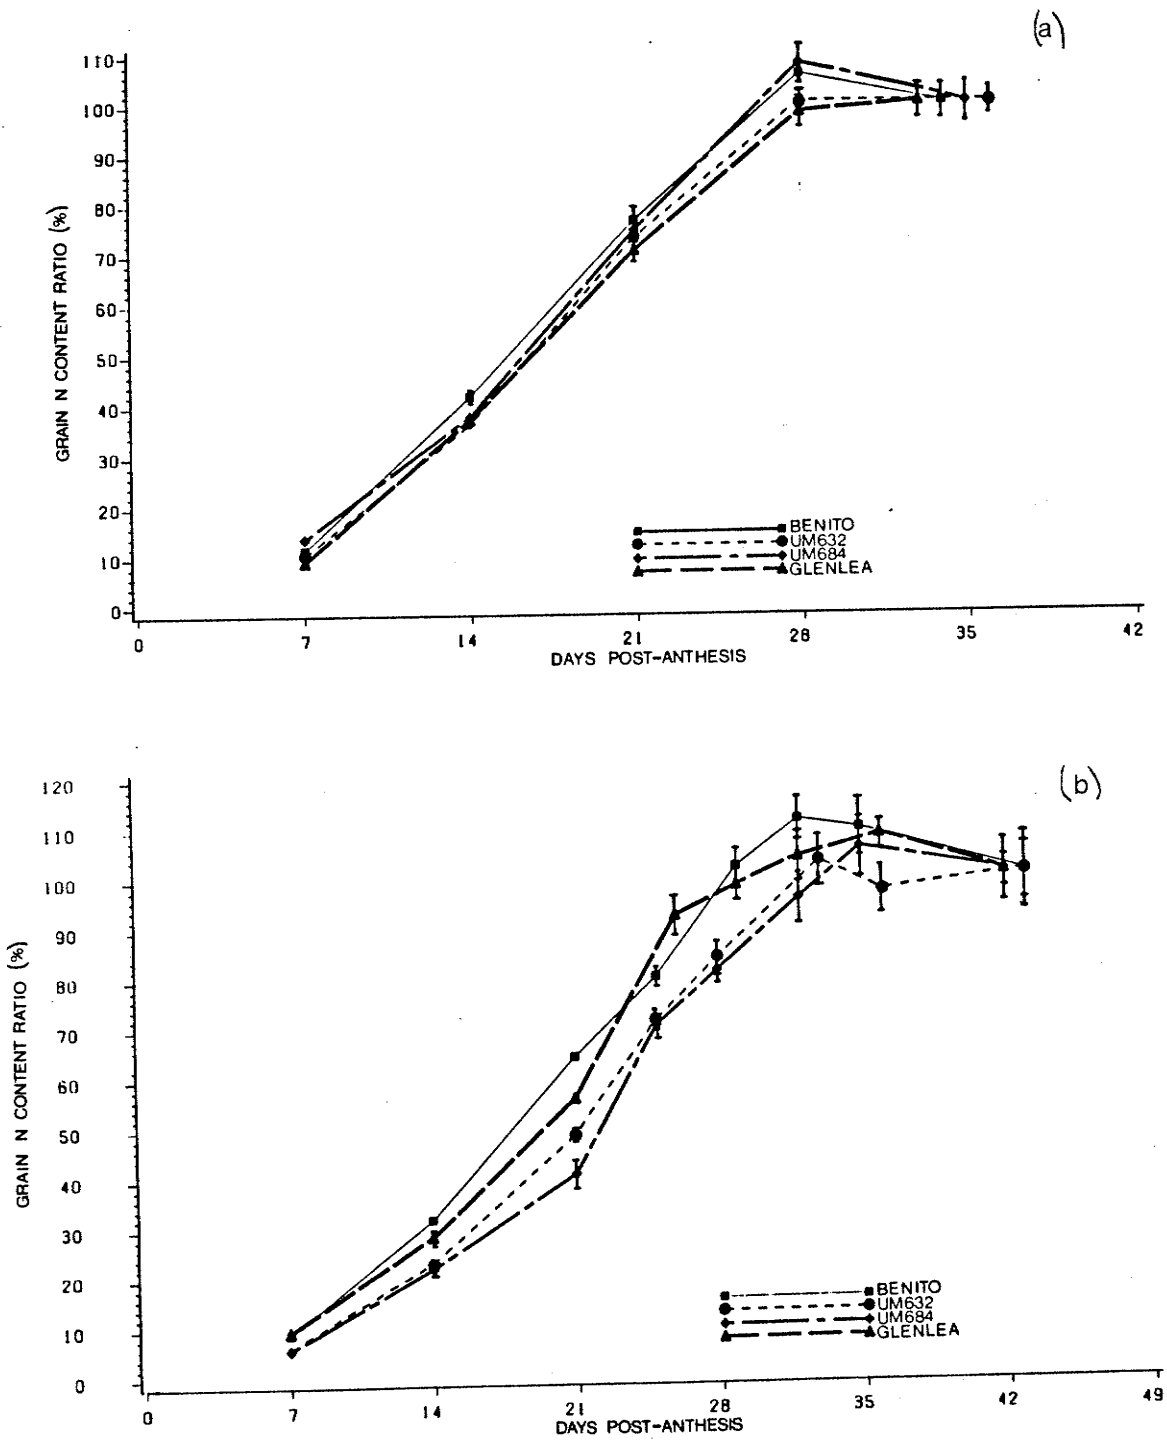 (a)
110
100
90
80
70
60
50
40
30
20
10
0
GRAIN N CONTENT RATIO (%)
BENITO
UM632
UM684
GLENLEA
0 7 14 21 28 35 42
DAYS POST-ANTHESIS
(b)
120
110
100
90
80
70
60
50
40
30
20
10
0
GRAIN N CONTENT RATIO (%)
BENITO
UM632
UM684
GLENLEA
0 7 14 21 28 35 42 49
DAYS POST-ANTHESIS